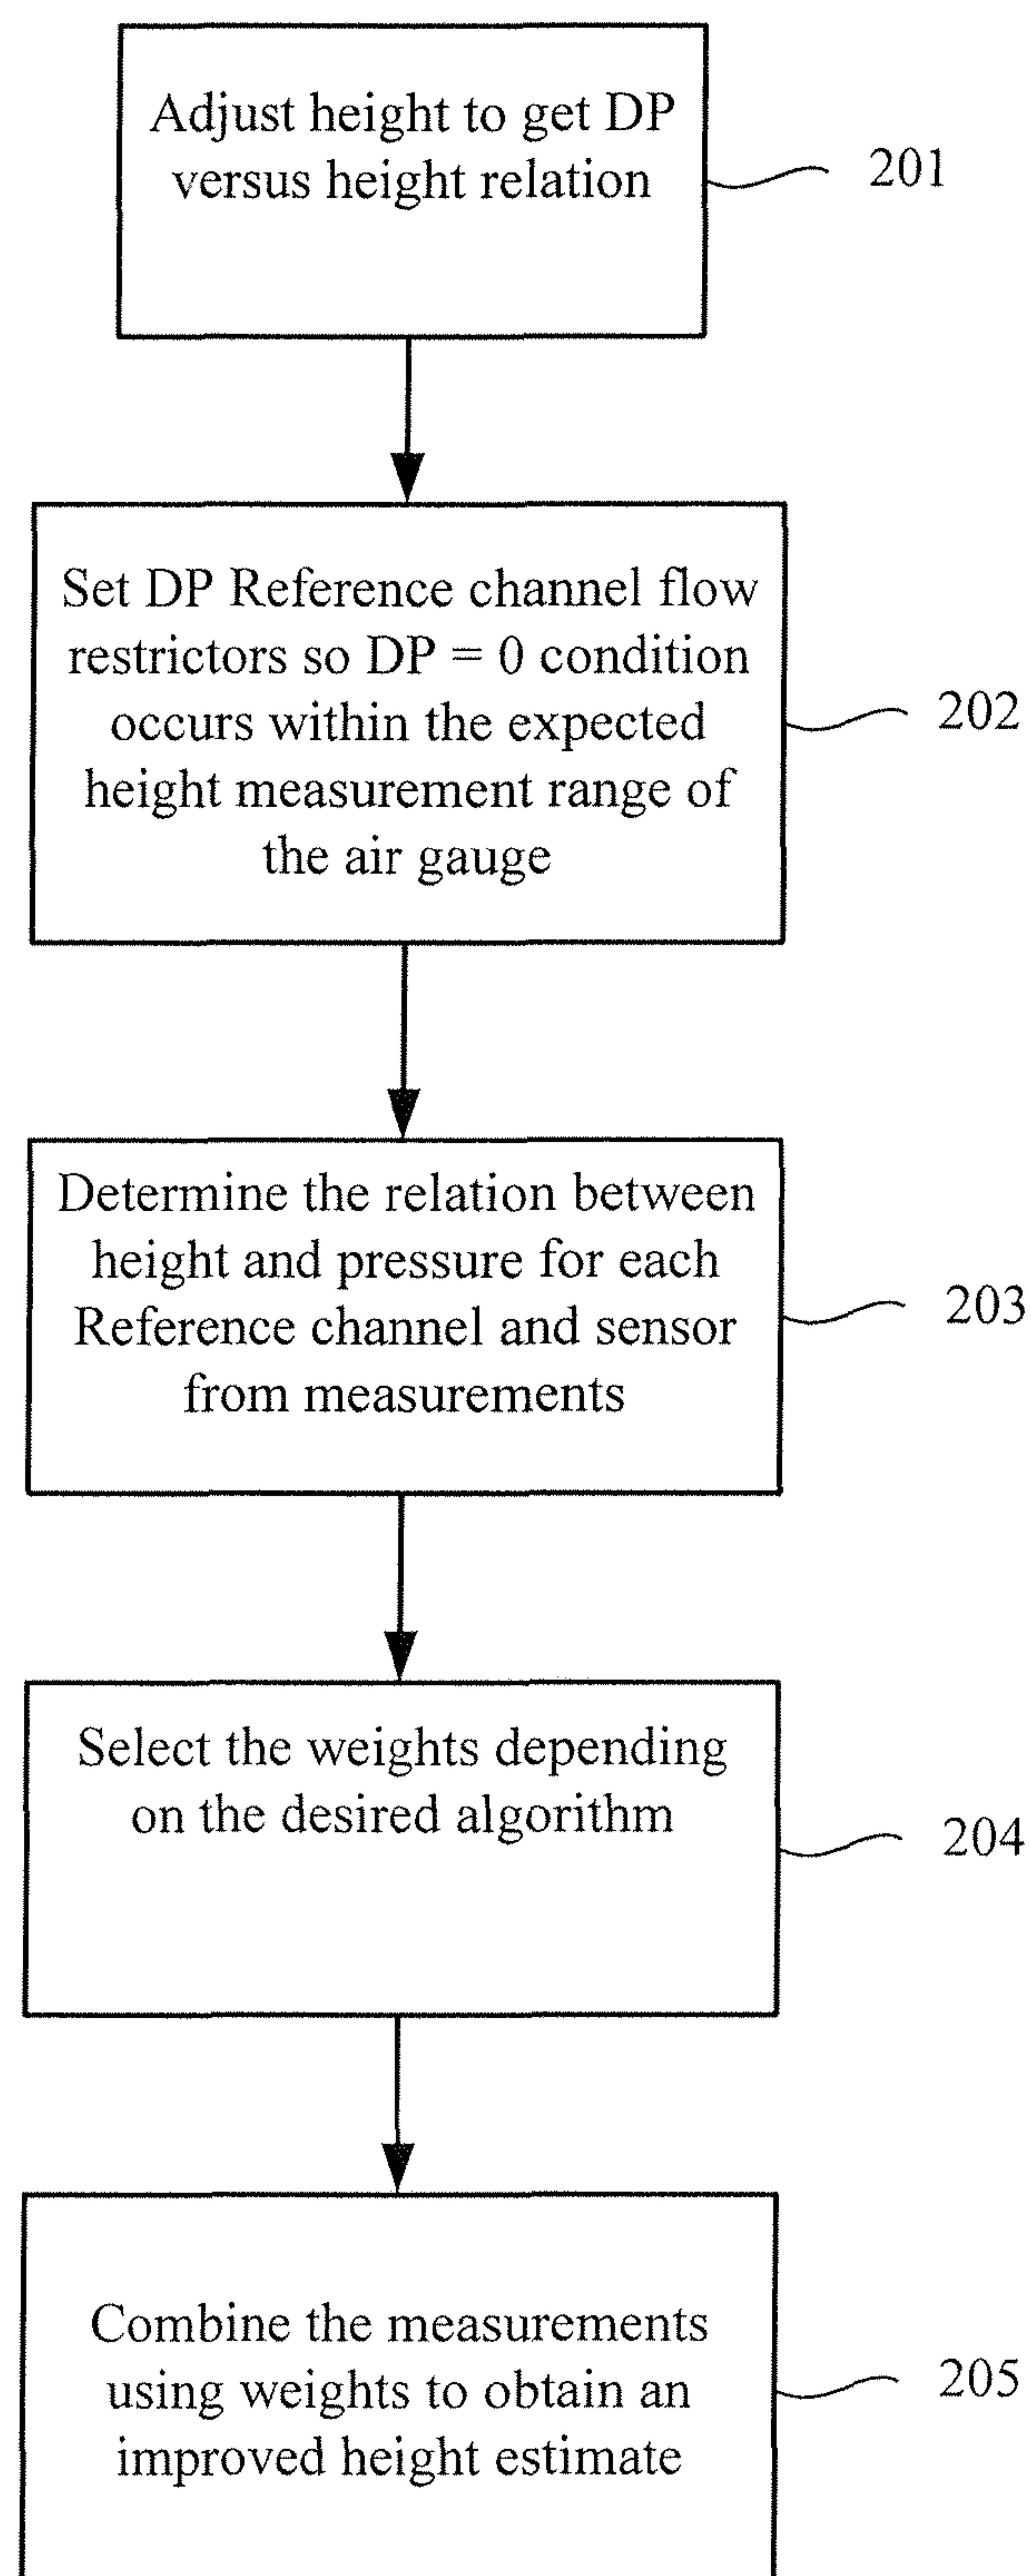 Adjust height to get DP
versus height relation
201
Set DP Reference channel flow
restrictors so DP = 0 condition
occurs within the expected
height measurement range of
the air gauge
202
Determine the relation between
height and pressure for each
Reference channel and sensor
from measurements
203
Select the weights depending
on the desired algorithm
204
Combine the measurements
using weights to obtain an
improved height estimate
205